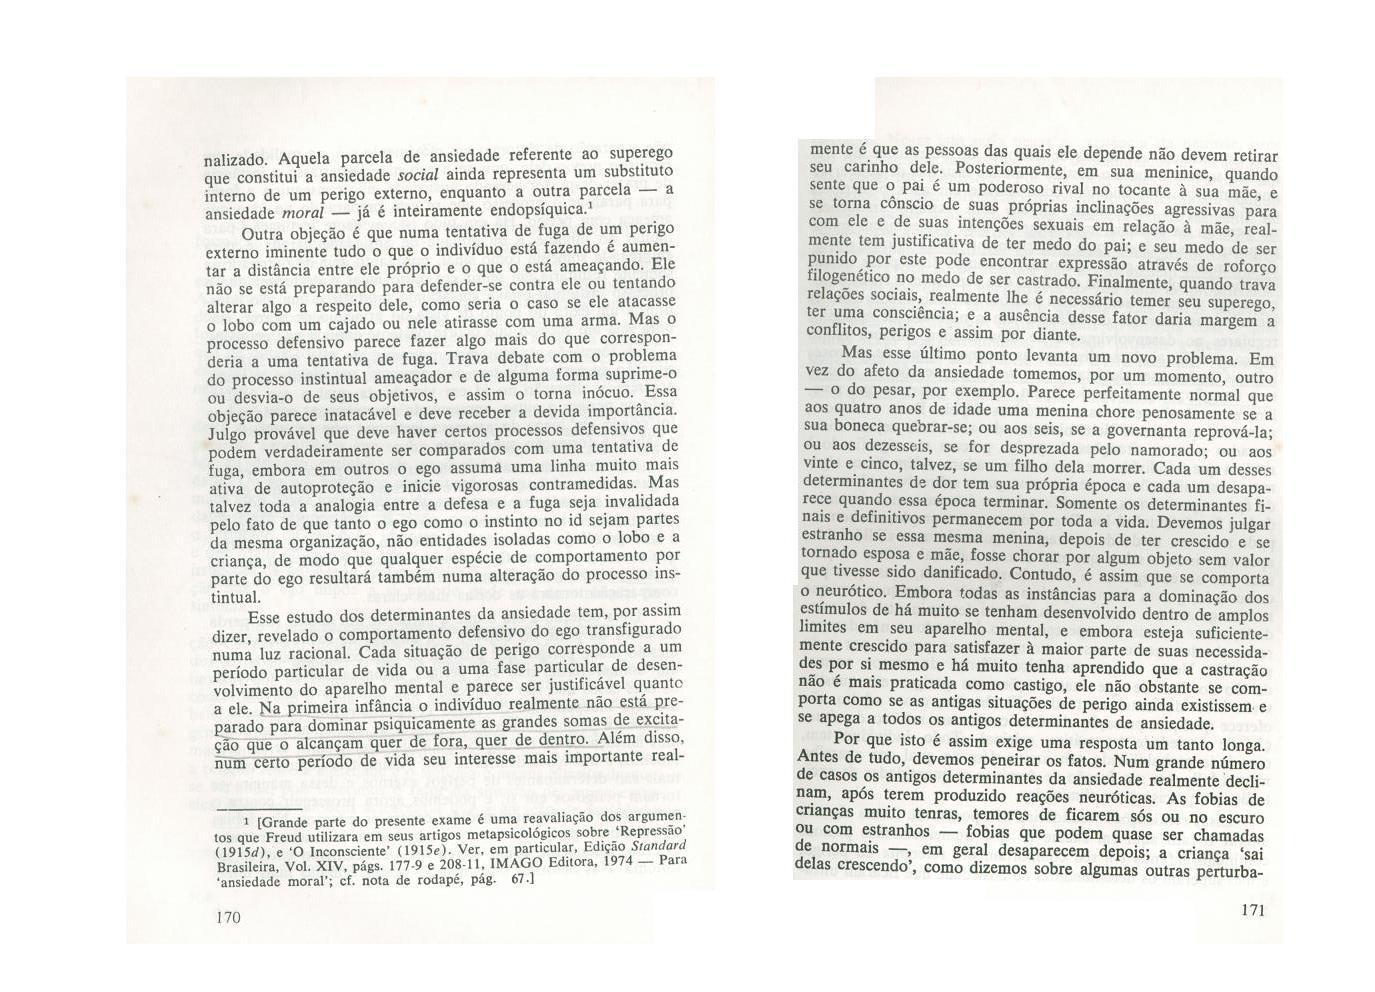 nalizado. Aquela parcela de ansiedade referente ao superego
que constitui a ansiedade social ainda representa um substituto
interno de um perigo externo, enquanto a outra parcela — a
ansiedade moral — já é inteiramente endopsíquica.¹
Outra objeção é que numa tentativa de fuga de um perigo
externo iminente tudo o que o indivíduo está fazendo é aumen-
tar a distância entre ele próprio e o que o está ameaçando. Ele
não se está preparando para defender-se contra ele ou tentando
alterar algo a respeito dele, como seria o caso se ele atacasse
o lobo com um cajado ou nele atirasse com uma arma. Mas o
processo defensivo parece fazer algo mais do que correspon-
deria a uma tentativa de fuga. Trava debate com o problema
do processo instintual ameaçador e de alguma forma suprime-o
ou desvia-o de seus objetivos, e assim o torna inócuo. Essa
objeção parece inatacável e deve receber a devida importância.
Julgo provável que deve haver certos processos defensivos que
podem verdadeiramente ser comparados com uma tentativa de
fuga, embora em outros o ego assuma uma linha muito mais
ativa de autoproteção e inicie vigorosas contramedidas. Mas
talvez toda a analogia entre a defesa e a fuga seja invalidada
pelo fato de que tanto o ego como o instinto no id sejam partes
da mesma organização, não entidades isoladas como o lobo e a
criança, de modo que qualquer espécie de comportamento por
parte do ego resultará também numa alteração do processo ins-
tintual.
Esse estudo dos determinantes da ansiedade tem, por assim
dizer, revelado o comportamento defensivo do ego transfigurado
numa luz racional. Cada situação de perigo corresponde a um
período particular de vida ou a uma fase particular de desen-
volvimento do aparelho mental e parece ser justificável quanto
a ele. Na primeira infância o indivíduo realmente não está pre-
parado para dominar psiquicamente as grandes somas de excita-
ção que o alcançam quer de fora, quer de dentro. Além disso,
num certo período de vida seu interesse mais importante real-
¹ [Grande parte do presente exame é uma reavaliação dos argumen-
tos que Freud utilizara em seus artigos metapsicológicos sobre 'Repressão'
(1915d), e 'O Inconsciente' (1915e). Ver, em particular, Edição Standard
Brasileira, Vol. XIV, págs. 177-9 e 208-11, IMAGO Editora, 1974 — Para
'ansiedade moral'; cf. nota de rodapé, pág. 67.]
170
mente é que as pessoas das quais ele depende não devem retirar
seu carinho dele. Posteriormente, em sua meninice, quando
sente que o pai é um poderoso rival no tocante à sua mãe, e
se torna cônscio de suas próprias inclinações agressivas para
com ele e de suas intenções sexuais em relação à mãe, real-
mente tem justificativa de ter medo do pai; e seu medo de ser
punido por este pode encontrar expressão através de roforço
filogenético no medo de ser castrado. Finalmente, quando trava
relações sociais, realmente lhe é necessário temer seu superego,
ter uma consciência; e a ausência desse fator daria margem a
conflitos, perigos e assim por diante.
Mas esse último ponto levanta um novo problema. Em
vez do afeto da ansiedade tomemos, por um momento, outro
— o do pesar, por exemplo. Parece perfeitamente normal que
aos quatro anos de idade uma menina chore penosamente se a
sua boneca quebrar-se; ou aos seis, se a governanta reprová-la;
ou aos dezesseis, se for desprezada pelo namorado; ou aos
vinte e cinco, talvez, se um filho dela morrer. Cada um desses
determinantes de dor tem sua própria época e cada um desapa-
rece quando essa época terminar. Somente os determinantes fi-
nais e definitivos permanecem por toda a vida. Devemos julgar
estranho se essa mesma menina, depois de ter crescido e se
tornado esposa e mãe, fosse chorar por algum objeto sem valor
que tivesse sido danificado. Contudo, é assim que se comporta
o neurótico. Embora todas as instâncias para a dominação dos
estímulos de há muito se tenham desenvolvido dentro de amplos
limites em seu aparelho mental, e embora esteja suficiente-
mente crescido para satisfazer à maior parte de suas necessida-
des por si mesmo e há muito tenha aprendido que a castração
não é mais praticada como castigo, ele não obstante se com-
porta como se as antigas situações de perigo ainda existissem e
se apega a todos os antigos determinantes de ansiedade.
Por que isto é assim exige uma resposta um tanto longa.
Antes de tudo, devemos peneirar os fatos. Num grande número
de casos os antigos determinantes da ansiedade realmente decli-
nam, após terem produzido reações neuróticas. As fobias de
crianças muito tenras, temores de ficarem sós ou no escuro
ou com estranhos — fobias que podem quase ser chamadas
de normais —, em geral desaparecem depois; a criança 'sai
delas crescendo', como dizemos sobre algumas outras perturba-
171